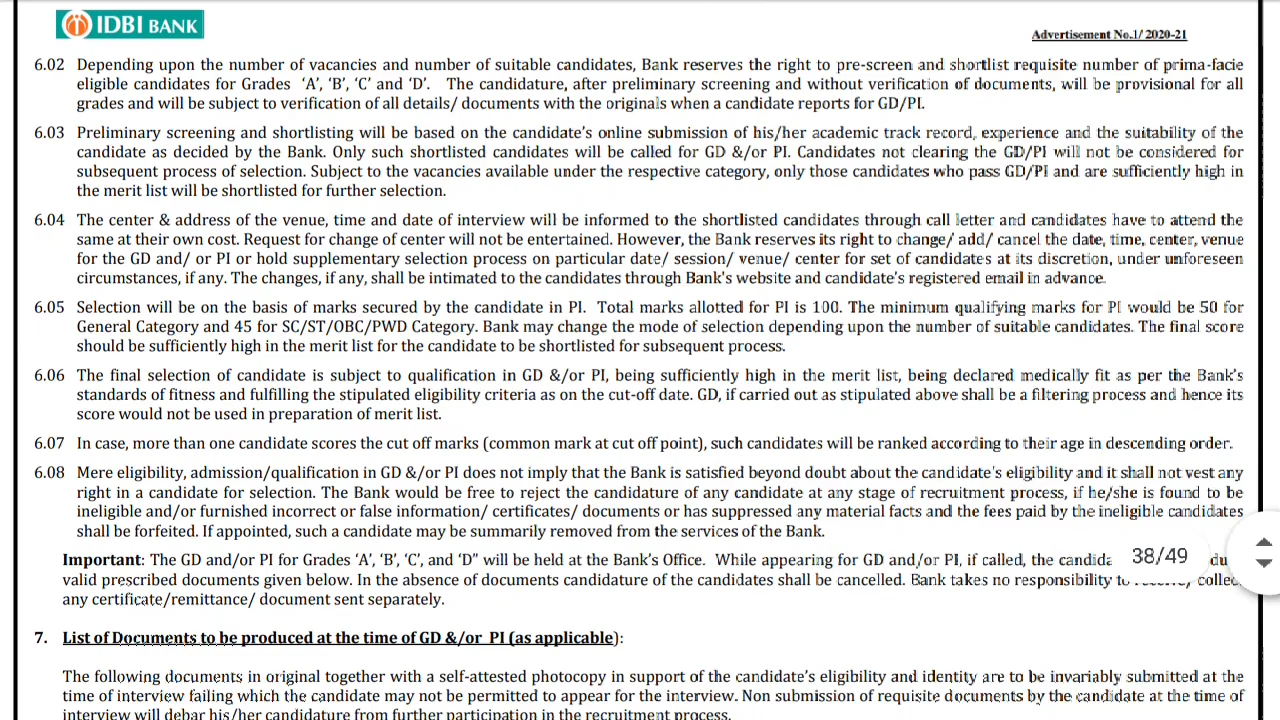 IDBI BANK
Advertisement No.1/ 2020-21
6.02 Depending upon the number of vacancies and number of suitable candidates, Bank reserves the right to pre-screen and shortlist requisite number of prima-facie
eligible candidates for Grades 'A', 'B', 'C' and 'D'. The candidature, after preliminary screening and without verification of documents, will be provisional for all
grades and will be subject to verification of all details/ documents with the originals when a candidate reports for GD/PI.
6.03 Preliminary screening and shortlisting will be based on the candidate's online submission of his/her academic track record, experience and the suitability of the
candidate as decided by the Bank. Only such shortlisted candidates will be called for GD &/or PI. Candidates not clearing the GD/PI will not be considered for
subsequent process of selection. Subject to the vacancies available under the respective category, only those candidates who pass GD/PI and are sufficiently high in
the merit list will be shortlisted for further selection.
6.04 The center & address of the venue, time and date of interview will be informed to the shortlisted candidates through call letter and candidates have to attend the
same at their own cost. Request for change of center will not be entertained. However, the Bank reserves its right to change/ add/ cancel the date, time, center, venue
for the GD and/ or PI or hold supplementary selection process on particular date/ session/ venue/ center for set of candidates at its discretion, under unforeseen
circumstances, if any. The changes, if any, shall be intimated to the candidates through Bank's website and candidate's registered email in advance.
6.05 Selection will be on the basis of marks secured by the candidate in PI. Total marks allotted for PI is 100. The minimum qualifying marks for PI would be 50 for
General Category and 45 for SC/ST/OBC/PWD Category. Bank may change the mode of selection depending upon the number of suitable candidates. The final score
should be sufficiently high in the merit list for the candidate to be shortlisted for subsequent process.
6.06 The final selection of candidate is subject to qualification in GD &/or PI, being sufficiently high in the merit list, being declared medically fit as per the Bank's
standards of fitness and fulfilling the stipulated eligibility criteria as on the cut-off date. GD, if carried out as stipulated above shall be a filtering process and hence its
score would not be used in preparation of merit list.
6.07 In case, more than one candidate scores the cut off marks (common mark at cut off point), such candidates will be ranked according to their age in descending order.
6.08 Mere eligibility, admission/qualification in GD &/or PI does not imply that the Bank is satisfied beyond doubt about the candidate's eligibility and it shall not vest any
right in a candidate for selection. The Bank would be free to reject the candidature of any candidate at any stage of recruitment process, if he/she is found to be
ineligible and/or furnished incorrect or false information/ certificates/ documents or has suppressed any material facts and the fees paid by the ineligible candidates
shall be forfeited. If appointed, such a candidate may be summarily removed from the services of the Bank.
Important: The GD and/or PI for Grades 'A', 'B', 'C', and 'D" will be held at the Bank's Office. While appearing for GD and/or PI, if called, the
38/49
valid prescribed documents given below. In the absence of documents candidature of the candidates shall be cancelled. Bank takes no responsibility
any certificate/remittance/ document sent separately.
7. List of Documents to be produced at the time of GD &/or PI (as applicable):
The following documents in original together with a self-attested photocopy in support of the candidate's eligibility and identity are to be invariably submitted at the
time of interview failing which the candidate may not be permitted to appear for the interview. Non submission of requisite documents by the candidate at the time of
interview will debar his/her candidature from further participation in the recruitment process.